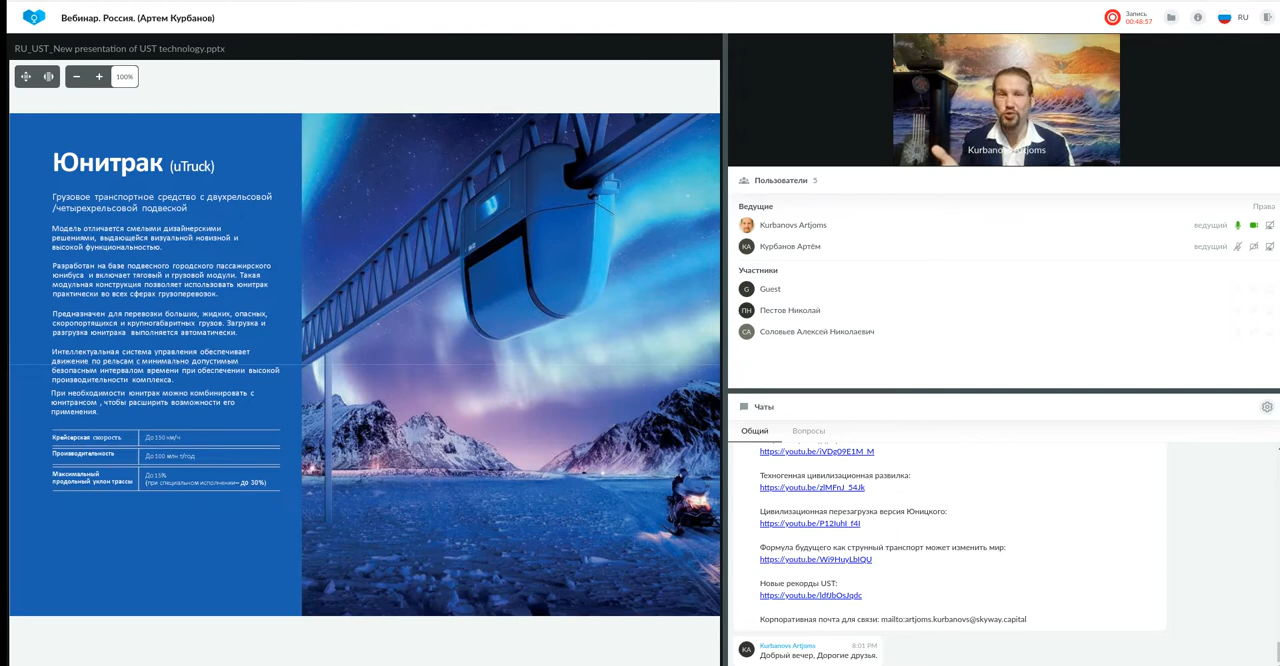 Вебинар. Россия. (Артем Курбанов)
Запись
00:48:57
RU
RU_UST_New presentation of UST technology.pptx
100%
Юнитрак (uTruck)
Грузовое транспортное средство с двухрельсовой
/четырехрельсовой подвеской
Модель отличается смелыми дизайнерскими
решениями, выдающейся визуальной новизной и
высокой функциональностью.
Разработан на базе подвесного городского пассажирского
юнибуса и включает тяговый и грузовой модули. Такая
модульная конструкция позволяет использовать юнитрак
практически во всех сферах грузоперевозок.
Предназначен для перевозки больших, жидких, опасных,
скоропортящихся и крупногабаритных грузов. Загрузка и
разгрузка юнитрака выполняется автоматически.
Интеллектуальная система управления обеспечивает
движение по рельсам с минимально допустимым
безопасным интервалом времени при обеспечении высокой
производительности комплекса.
При необходимости юнитрак можно комбинировать с
юнитрансом , чтобы расширить возможности его
применения.
Крейсерская скорость До 150 км/ч
Производительность До 100 млн т/год
Максимальный
продольный уклон трассы
До 15%
(при специальном исполнении– до 30%)
Kurbanovs Artjoms
Пользователи 5
Ведущие Права
Kurbanovs Artjoms ведущий
КА Курбанов Артём ведущий
Участники
G Guest
ПН Пестов Николай
СА Соловьев Алексей Николаевич
Чаты
Общий Вопросы
https://youtu.be/iVDg09E1M_M
Техногенная цивилизационная развилка:
https://youtu.be/zlMFnJ_54Jk
Цивилизационная перезагрузка версия Юницкого:
https://youtu.be/P12IuhI_f4I
Формула будущего как струнный транспорт может изменить мир:
https://youtu.be/Wi9HuyLbIQU
Новые рекорды UST:
https://youtu.be/ldfJbOsJqdc
Корпоративная почта для связи: mailto:artjoms.kurbanovs@skyway.capital
KA Kurbanovs Artjoms 8:01 PM
Добрый вечер, Дорогие друзья.